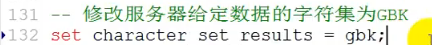 131 -- 修改服务器给定数据的字符集为GBK
132 set character set results = gbk;